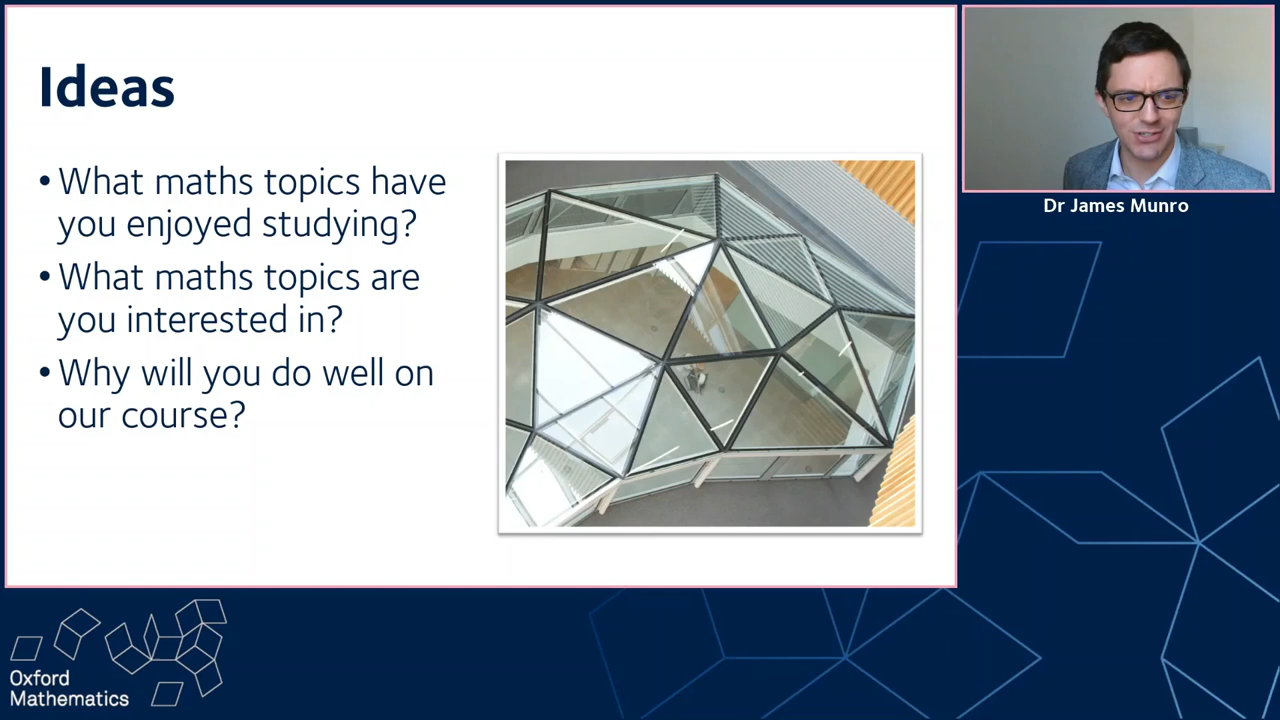 Ideas
• What maths topics have
you enjoyed studying?
• What maths topics are
you interested in?
• Why will you do well on
our course?
Dr James Munro
Oxford
Mathematics